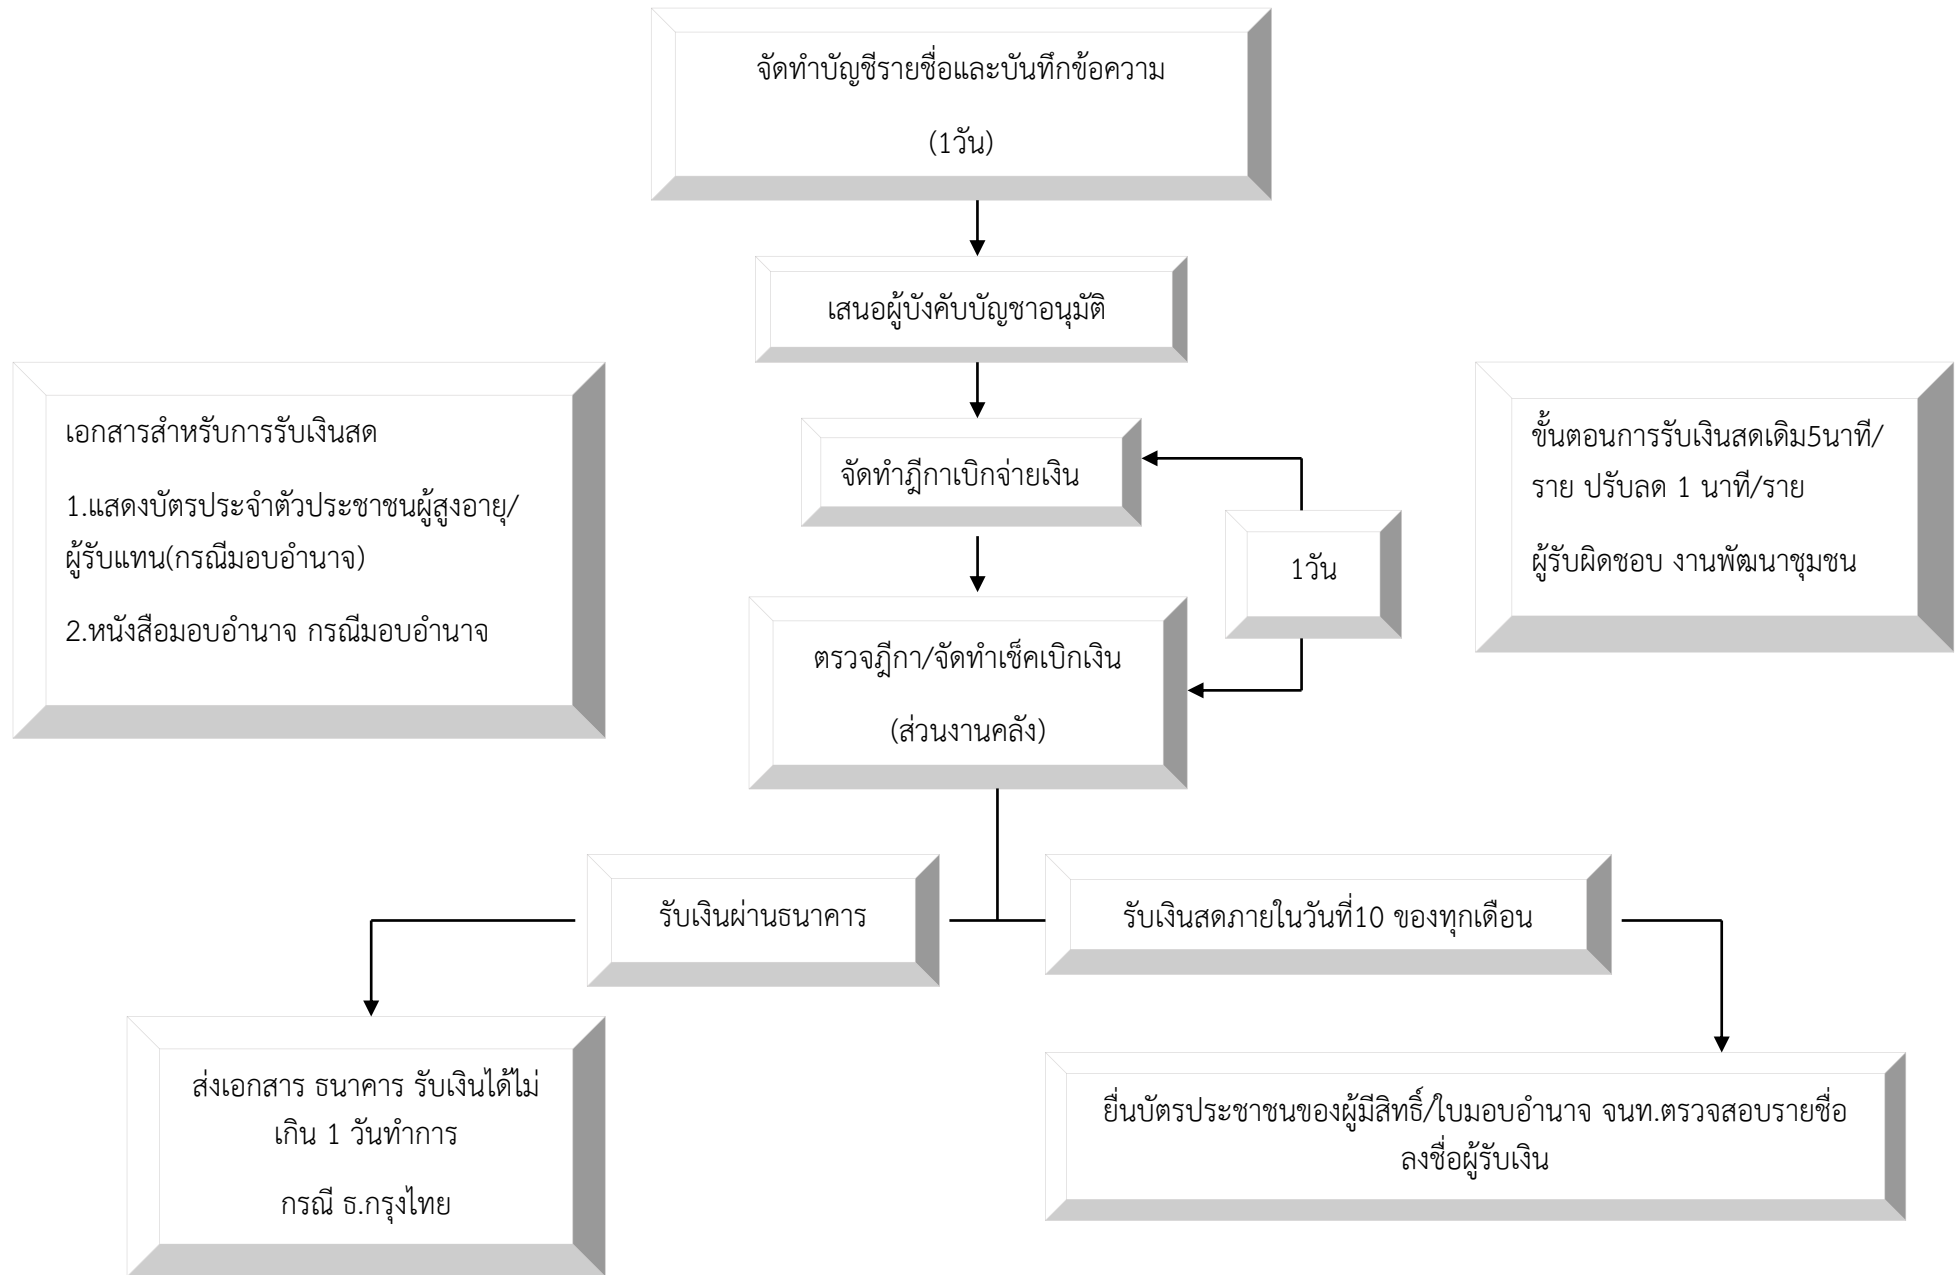 จัดทำบัญชีรายชื่อและบันทึกข้อความ
(1วัน)
เสนอผู้บังคับบัญชาอนุมัติ
เอกสารสำหรับการรับเงินสด
1.แสดงบัตรประจำตัวประชาชนผู้สูงอายุ/
ผู้รับแทน(กรณีมอบอำนาจ)
2.หนังสือมอบอำนาจ กรณีมอบอำนาจ
จัดทำฎีกาเบิกจ่ายเงิน
1วัน
ขั้นตอนการรับเงินสดเดิม5นาที/
ราย ปรับลด 1 นาที/ราย
ผู้รับผิดชอบ งานพัฒนาชุมชน
ตรวจฎีกา/จัดทำเช็คเบิกเงิน
(ส่วนงานคลัง)
รับเงินผ่านธนาคาร
รับเงินสดภายในวันที่10 ของทุกเดือน
ส่งเอกสาร ธนาคาร รับเงินได้ไม่
เกิน 1 วันทำการ
กรณี ธ.กรุงไทย
ยื่นบัตรประชาชนของผู้มีสิทธิ์/ใบมอบอำนาจ จนท.ตรวจสอบรายชื่อ
ลงชื่อผู้รับเงิน